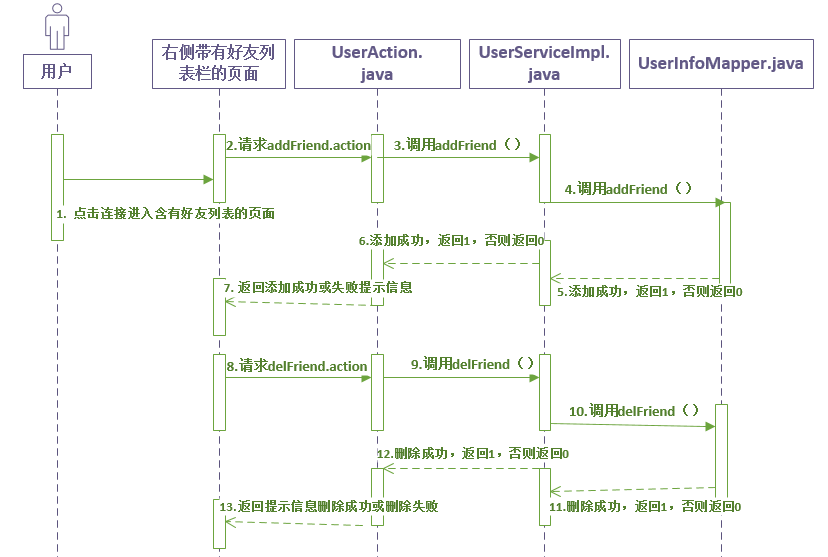 用户
右侧带有好友列
表栏的页面
UserAction.
java
UserServiceImpl.
java
UserInfoMapper.java
2.请求addFriend.action
3.调用addFriend（）
4.调用addFriend（）
1. 点击连接进入含有好友列表的页面
6.添加成功，返回1，否则返回0
7. 返回添加成功或失败提示信息
5.添加成功，返回1，否则返回0
8.请求delFriend.action
9.调用delFriend（）
10.调用delFriend（）
12.删除成功，返回1，否则返回0
13.返回提示信息删除成功或删除失败
11.删除成功，返回1，否则返回0